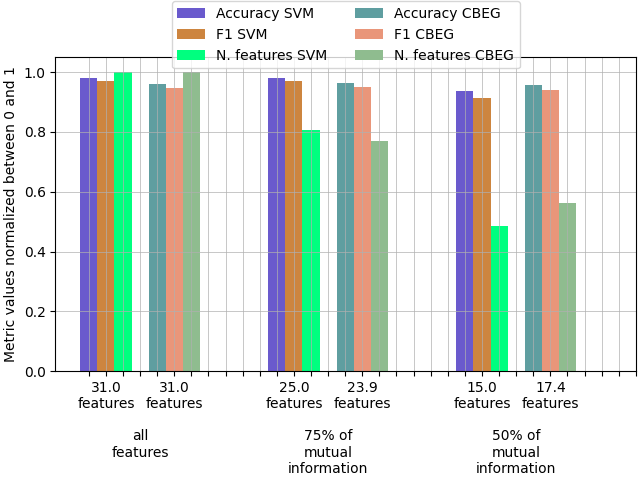 Accuracy SVM
F1 SVM
N. features SVM
Accuracy CBEG
F1 CBEG
N. features CBEG
Metric values normalized between 0 and 1
1.0
0.8
0.6
0.4
0.2
0.0
31.0
features
31.0
features
25.0
features
23.9
features
15.0
features
17.4
features
all
features
75% of
mutual
information
50% of
mutual
information